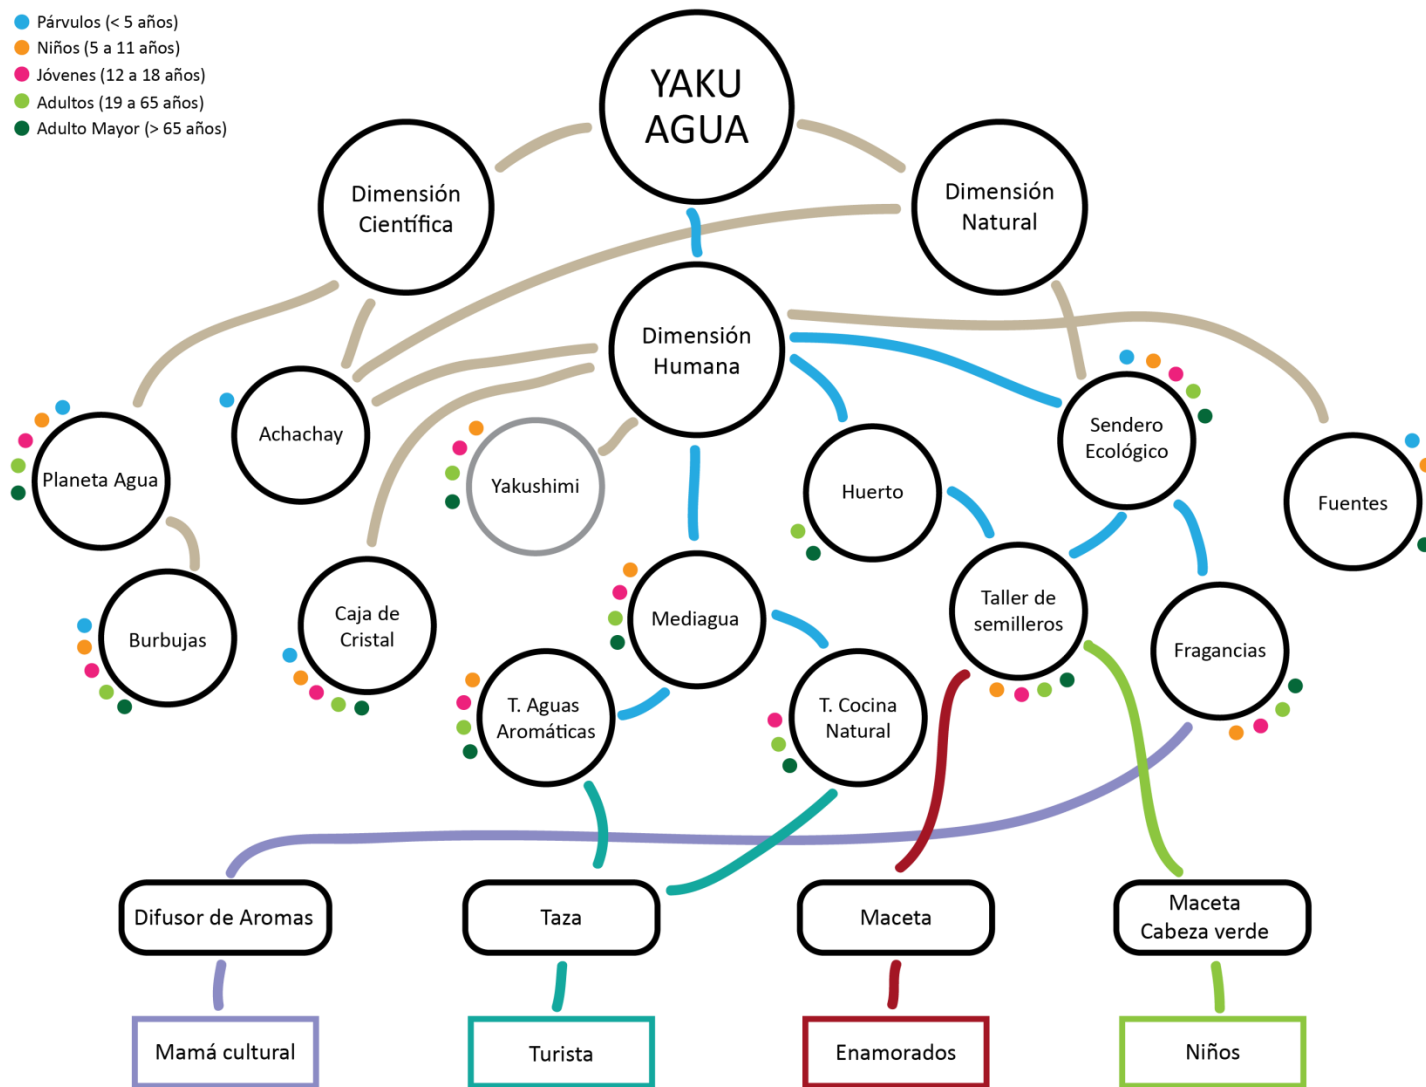 Párvulos (< 5 años)
Niños (5 a 11 años)
Jóvenes (12 a 18 años)
Adultos (19 a 65 años)
Adulto Mayor (> 65 años)
YAKU
AGUA
Dimensión
Científica
Dimensión
Natural
Dimensión
Humana
Achachay
Planeta Agua
Yakushimi
Huerto
Sendero
Ecológico
Fuentes
Burbujas
Caja de
Cristal
Mediagua
Taller de
semilleros
Fragancias
T. Aguas
Aromáticas
T. Cocina
Natural
Difusor de Aromas
Taza
Maceta
Maceta
Cabeza verde
Mamá cultural
Turista
Enamorados
Niños